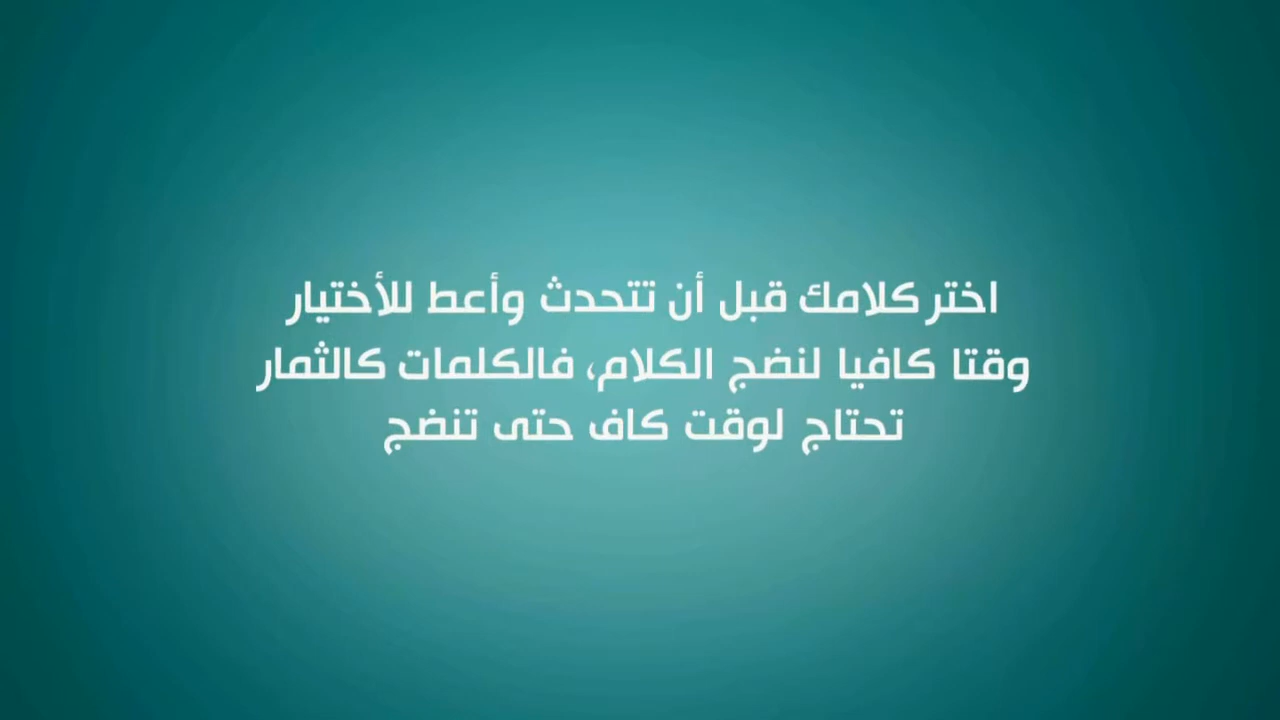 اختر كلامك قبل أن تتحدث وأعط للأختيار
وقتا كافيا لنضج الكلام، فالكلمات كالثمار
تحتاج لوقت كاف حتى تنضج